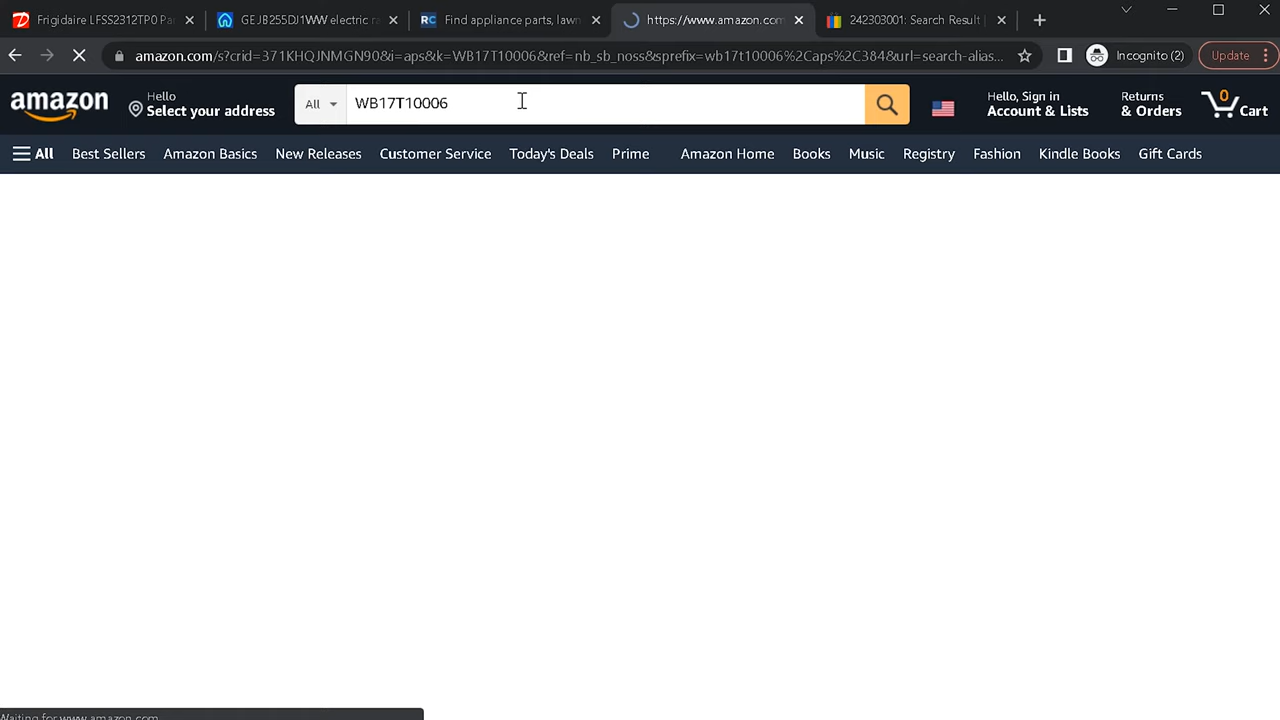 Frigidaire LFSS2312TP0 Pa
GE JB255DJ1WW electric ra
RC Find appliance parts, lawn
https://www.amazon.com
242303001: Search Result |
amazon.com/s?crid=371KHQJNMGN90&i=aps&k=WB17T10006&ref=nb_sb_noss&sprefix=wb17t10006%2Caps%2C384&url=search-alias...
Incognito (2)
Update
amazon
Hello
Select your address
All
WB17T10006
Hello, Sign in
Account & Lists
Returns
& Orders
0
Cart
All
Best Sellers
Amazon Basics
New Releases
Customer Service
Today's Deals
Prime
Amazon Home
Books
Music
Registry
Fashion
Kindle Books
Gift Cards
Waiting for www.amazon.com